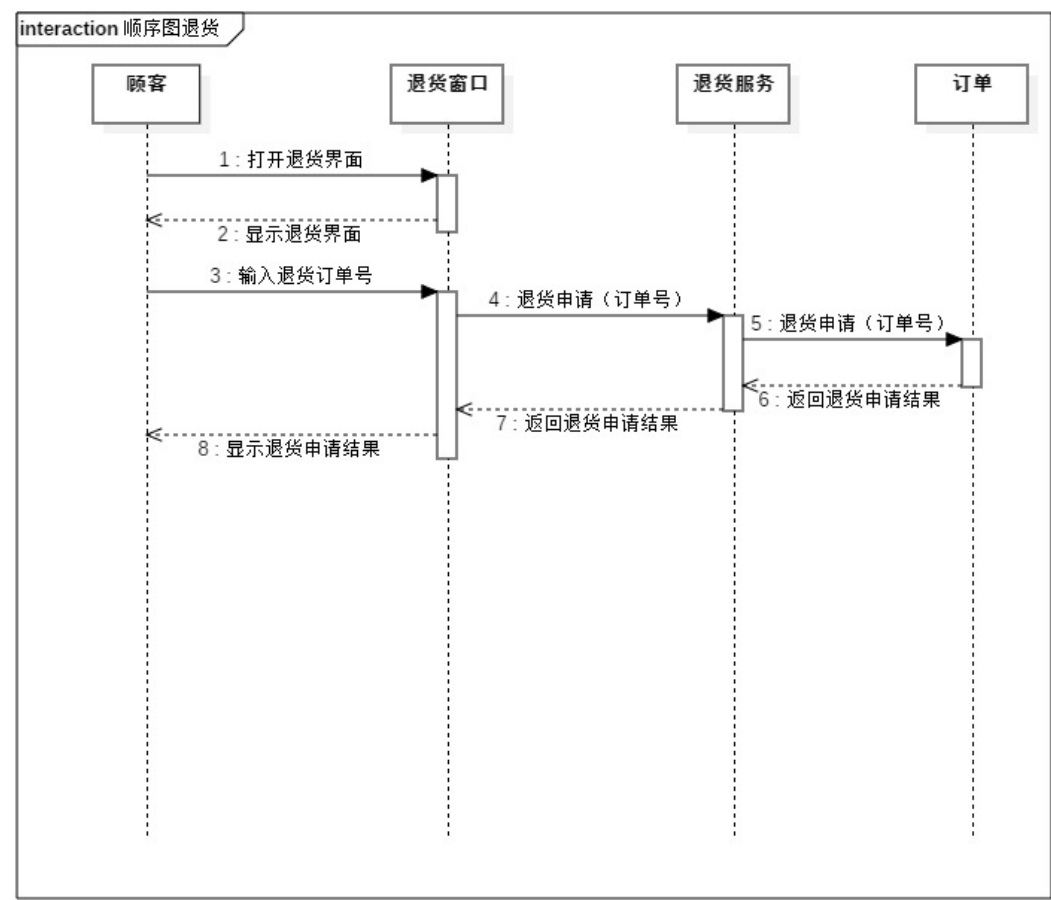 interaction 顺序图退货
顾客
退货窗口
退货服务
订单
1 : 打开退货界面
2 : 显示退货界面
3 : 输入退货订单号
4 : 退货申请（订单号）
5 : 退货申请（订单号）
6 : 返回退货申请结果
7 : 返回退货申请结果
8 : 显示退货申请结果